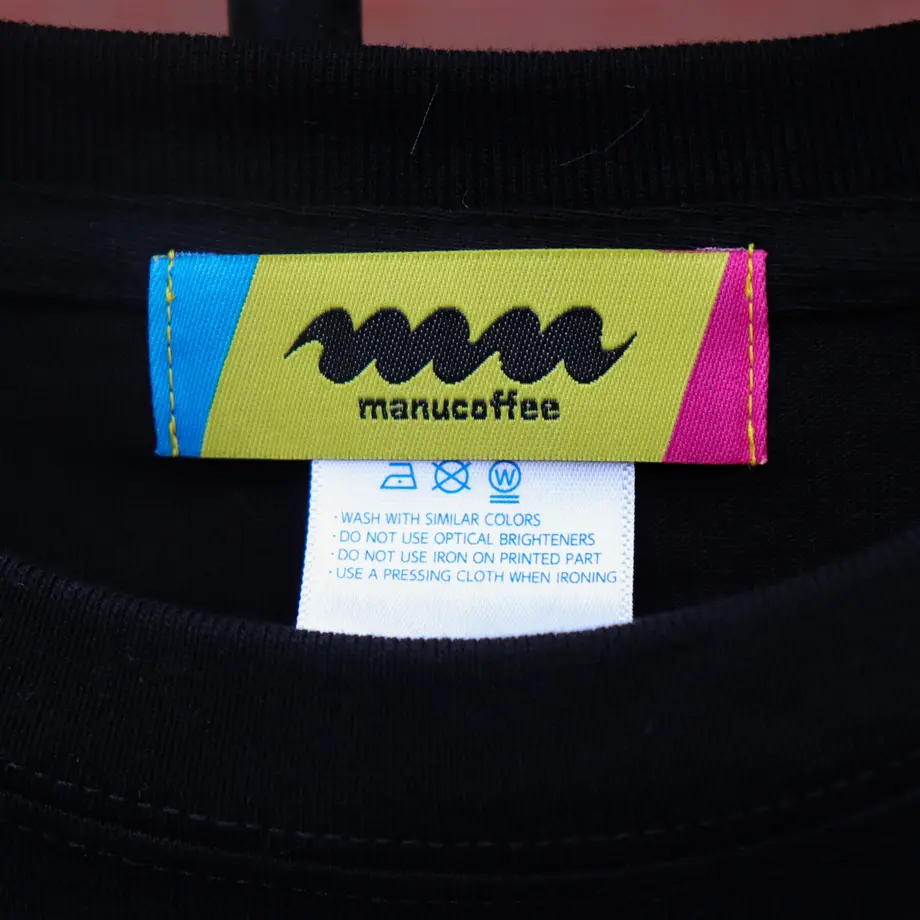 manucoffee
W
· WASH WITH SIMILAR COLORS
· DO NOT USE OPTICAL BRIGHTENERS
· DO NOT USE IRON ON PRINTED PART
· USE A PRESSING CLOTH WHEN IRONING